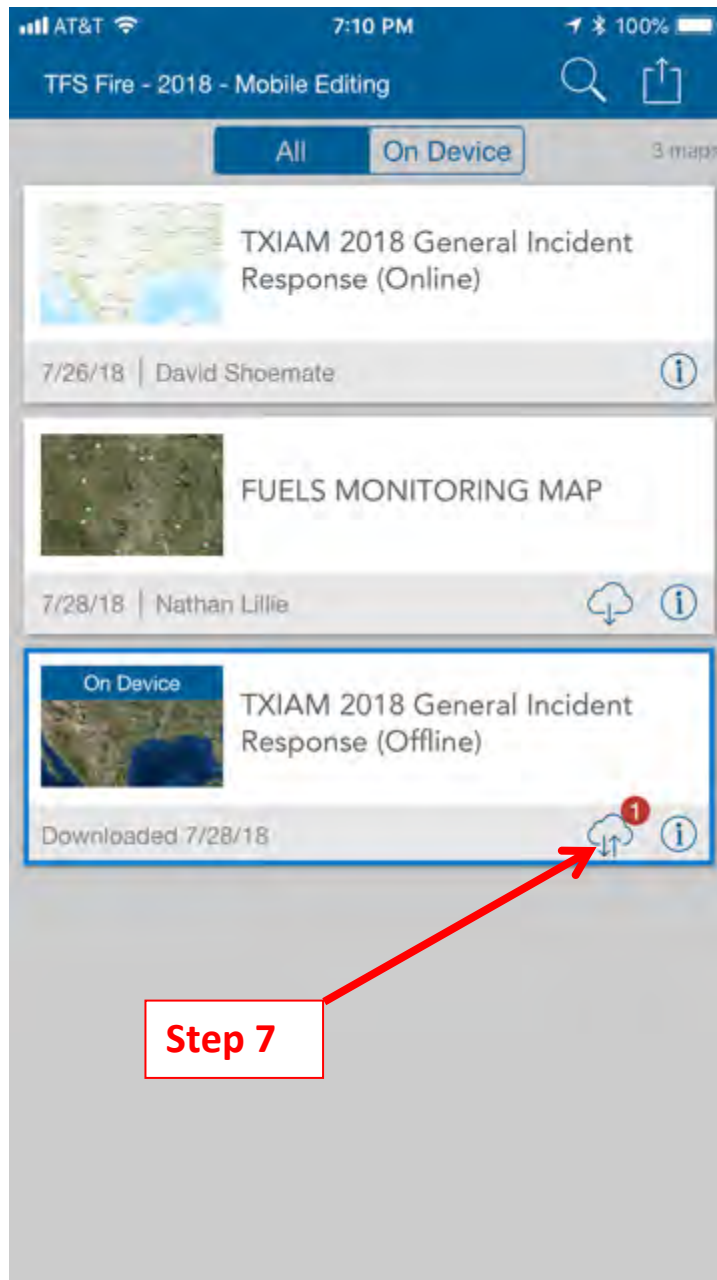 AT&T 7:10 PM 100%
TFS Fire - 2018 - Mobile Editing
All On Device 3 maps
TXIAM 2018 General Incident
Response (Online)
7/26/18 | David Shoemate
FUELS MONITORING MAP
7/28/18 | Nathan Lillie
On Device
TXIAM 2018 General Incident
Response (Offline)
1
Downloaded 7/28/18
Step 7